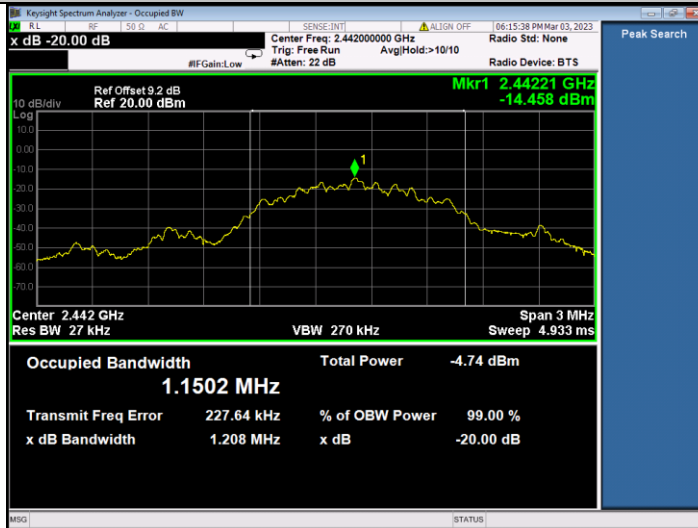 Keysight Spectrum Analyzer - Occupied BW
RL RF 50 Ω AC SENSE:INT ALIGN OFF 06:15:38 PM Mar 03, 2023
x dB -20.00 dB Center Freq: 2.442000000 GHz Radio Std: None Peak Search
Trig: Free Run Avg|Hold:>10/10
#IFGain:Low #Atten: 22 dB Radio Device: BTS
Ref Offset 9.2 dB Mkr1 2.44221 GHz
10 dB/div Ref 20.00 dBm -14.458 dBm
Log
10.0
0.00
-10.0
-20.0
-30.0
-40.0
-50.0
-60.0
-70.0
1
Center 2.442 GHz Span 3 MHz
Res BW 27 kHz VBW 270 kHz Sweep 4.933 ms
Occupied Bandwidth Total Power -4.74 dBm
1.1502 MHz
Transmit Freq Error 227.64 kHz % of OBW Power 99.00 %
x dB Bandwidth 1.208 MHz x dB -20.00 dB
MSG STATUS